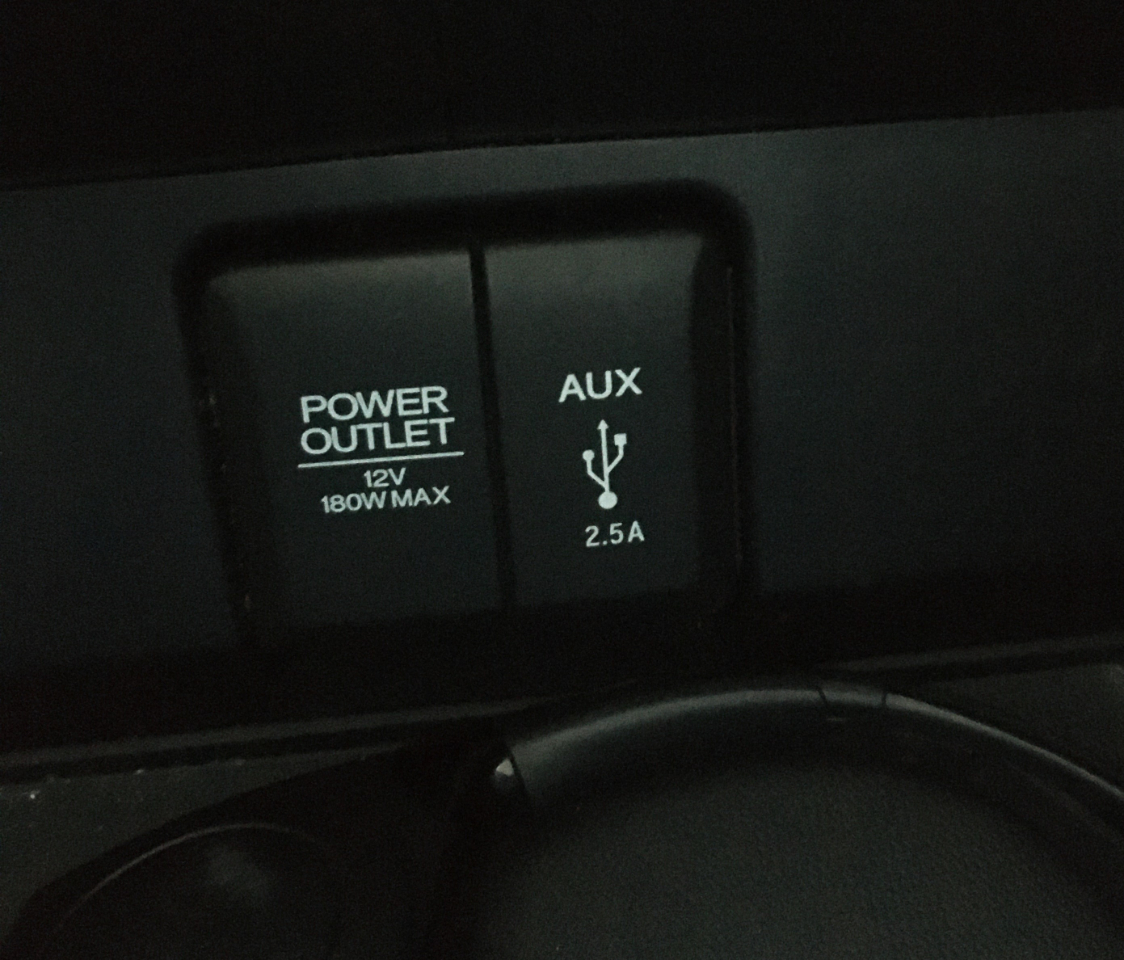 POWER
OUTLET
12V
180W MAX
AUX
2.5A